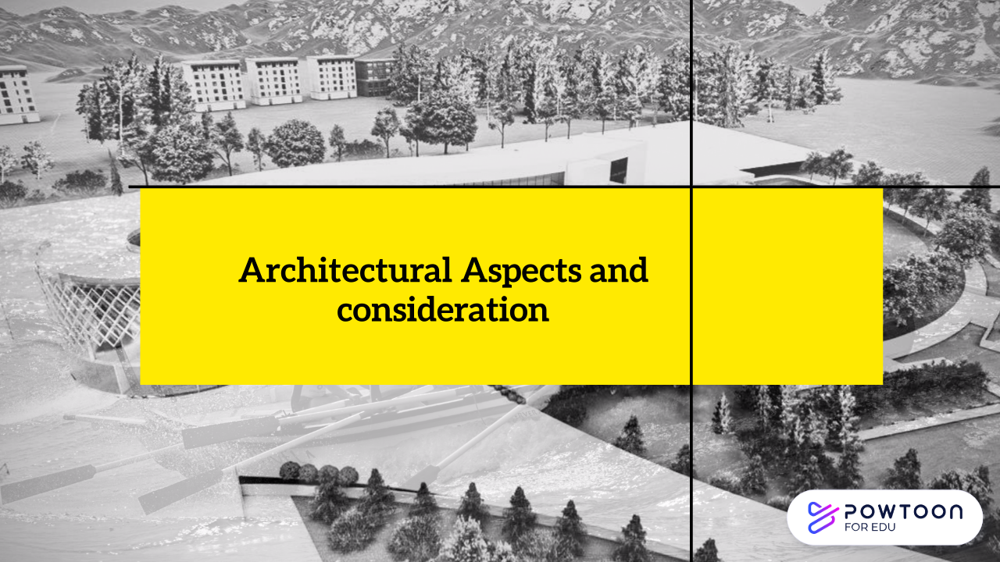 Architectural Aspects and
consideration
POWTOON
FOR EDU